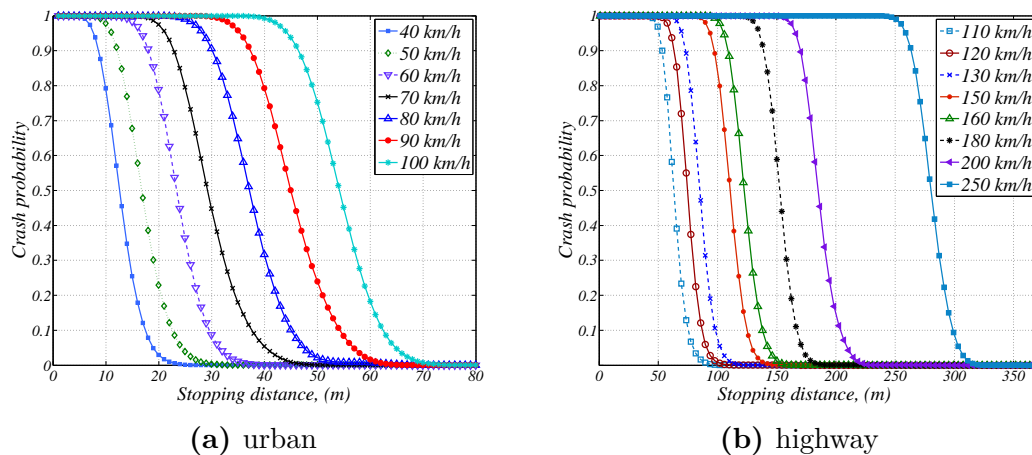 1
0.9
0.8
0.7
0.6
0.5
0.4
0.3
0.2
0.1
0
Crash probability
0 10 20 30 40 50 60 70 80
Stopping distance, (m)
40 km/h
50 km/h
60 km/h
70 km/h
80 km/h
90 km/h
100 km/h
(a) urban
1
0.9
0.8
0.7
0.6
0.5
0.4
0.3
0.2
0.1
0
Crash probability
0 50 100 150 200 250 300 350
Stopping distance, (m)
110 km/h
120 km/h
130 km/h
150 km/h
160 km/h
180 km/h
200 km/h
250 km/h
(b) highway